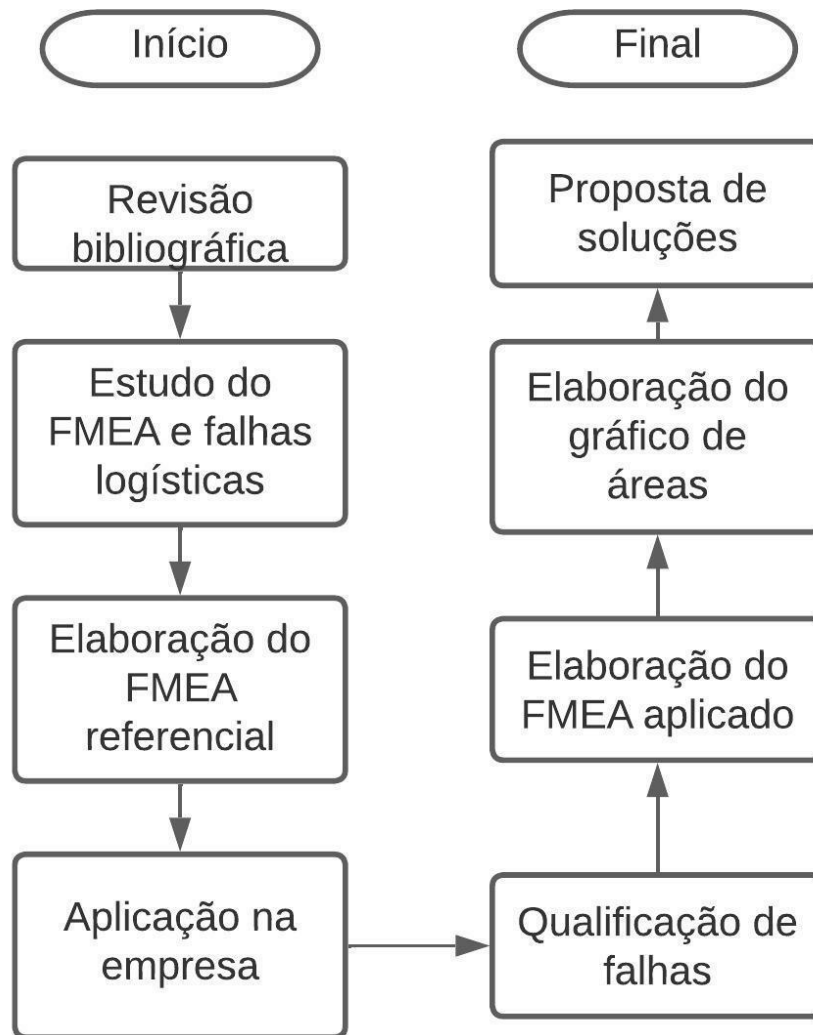 Início
Revisão
bibliográfica
Estudo do
FMEA e falhas
logísticas
Elaboração do
FMEA
referencial
Aplicação na
empresa
Final
Proposta de
soluções
Elaboração do
gráfico de
áreas
Elaboração do
FMEA aplicado
Qualificação de
falhas